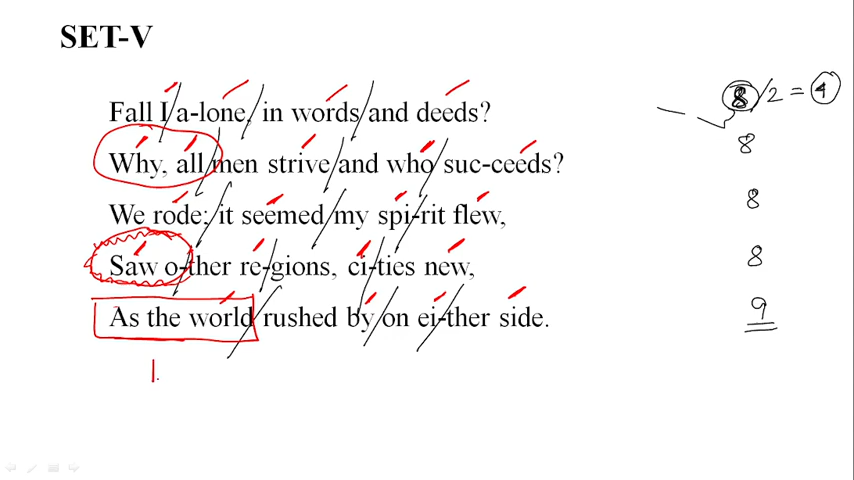 SET-V
Fall I a-lone, in words and deeds? 8/2 = 4
Why, all men strive and who suc-ceeds? 8
We rode; it seemed my spi-rit flew, 8
Saw o-ther re-gions, ci-ties new, 8
As the world rushed by on ei-ther side. 9
1.